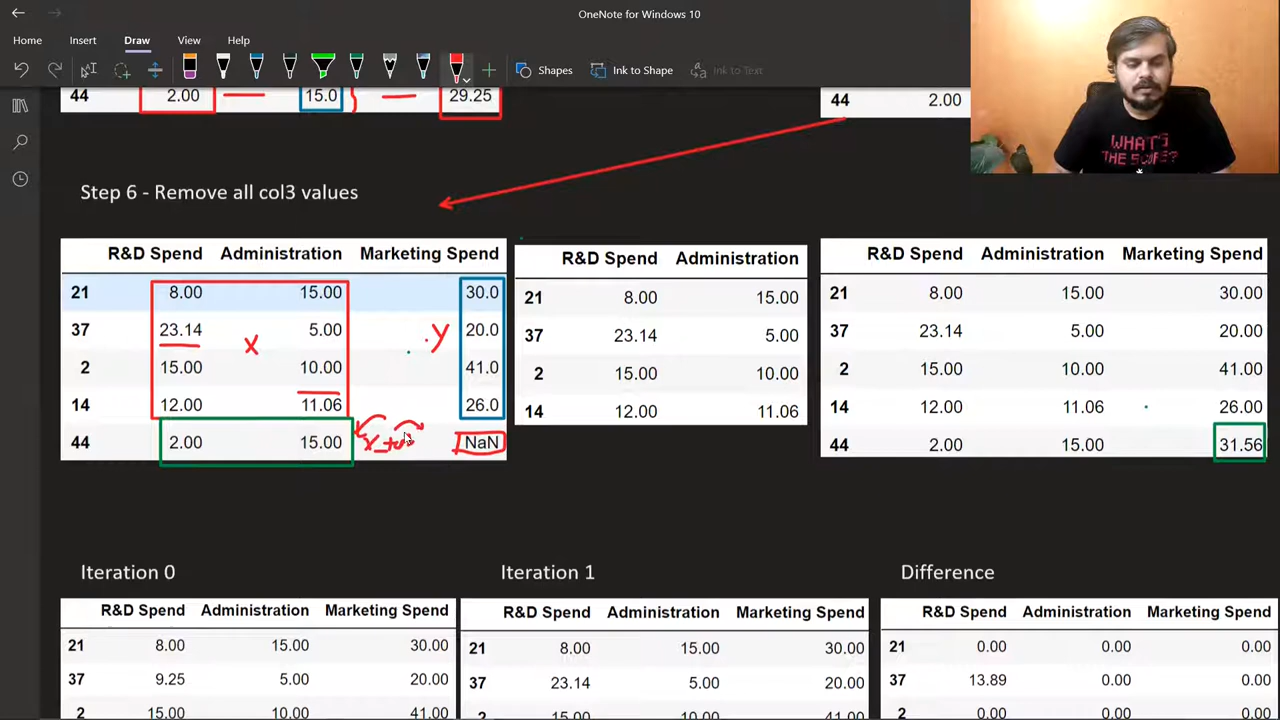 OneNote for Windows 10
Home Insert Draw View Help
Shapes Ink to Shape Ink to Text
44 2.00 15.0 29.25
44 2.00
WHAT'S
THE SCOPE?
Step 6 - Remove all col3 values
R&D Spend Administration Marketing Spend
21 8.00 15.00 30.0
37 23.14 5.00 20.0
2 15.00 10.00 41.0
14 12.00 11.06 26.0
44 2.00 15.00 NaN
X
y
R&D Spend Administration
21 8.00 15.00
37 23.14 5.00
2 15.00 10.00
14 12.00 11.06
R&D Spend Administration Marketing Spend
21 8.00 15.00 30.00
37 23.14 5.00 20.00
2 15.00 10.00 41.00
14 12.00 11.06 26.00
44 2.00 15.00 31.56
Iteration 0
R&D Spend Administration Marketing Spend
21 8.00 15.00 30.00
37 9.25 5.00 20.00
2 15.00 10.00 41.00
Iteration 1
R&D Spend Administration Marketing Spend
21 8.00 15.00 30.00
37 23.14 5.00 20.00
2 15.00 10.00 41.00
Difference
R&D Spend Administration Marketing Spend
21 0.00 0.00 0.00
37 13.89 0.00 0.00
2 0.00 0.00 0.00